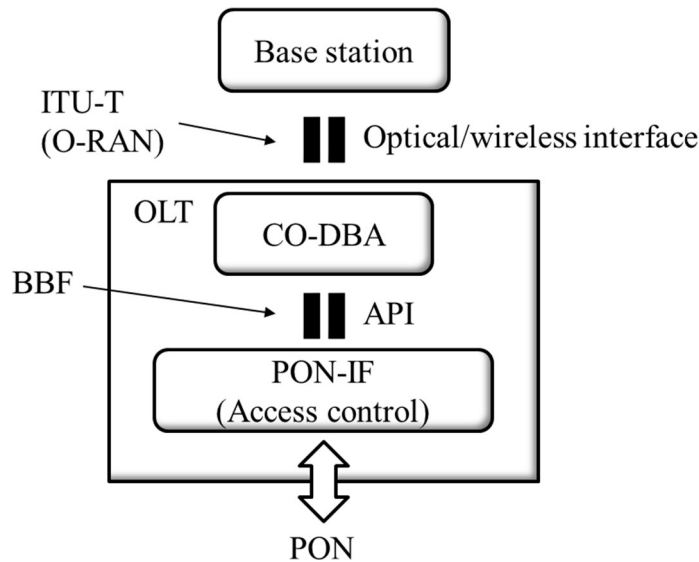 Base station
ITU-T
(O-RAN)
Optical/wireless interface
OLT
CO-DBA
BBF
API
PON-IF
(Access control)
PON